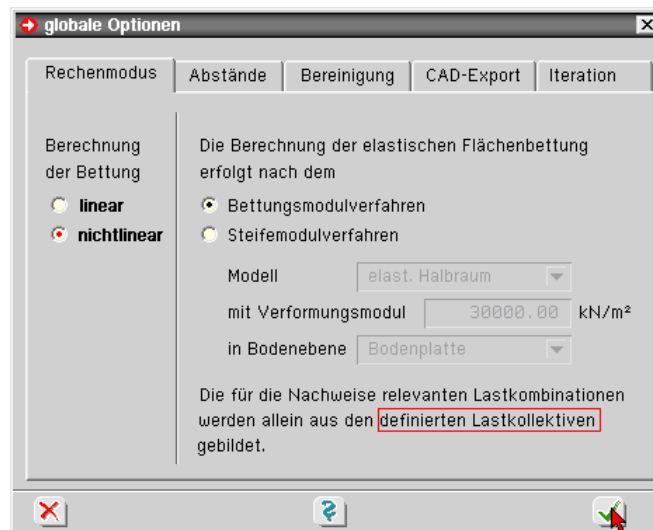 globale Optionen
Rechenmodus
Abstände
Bereinigung
CAD-Export
Iteration
Berechnung
der Bettung
linear
nichtlinear
Die Berechnung der elastischen Flächenbettung
erfolgt nach dem
Bettungsmodulverfahren
Steifemodulverfahren
Modell elast. Halbraum
mit Verformungsmodul 30000.00 kN/m²
in Bodenebene Bodenplatte
Die für die Nachweise relevanten Lastkombinationen
werden allein aus den definierten Lastkollektiven
gebildet.